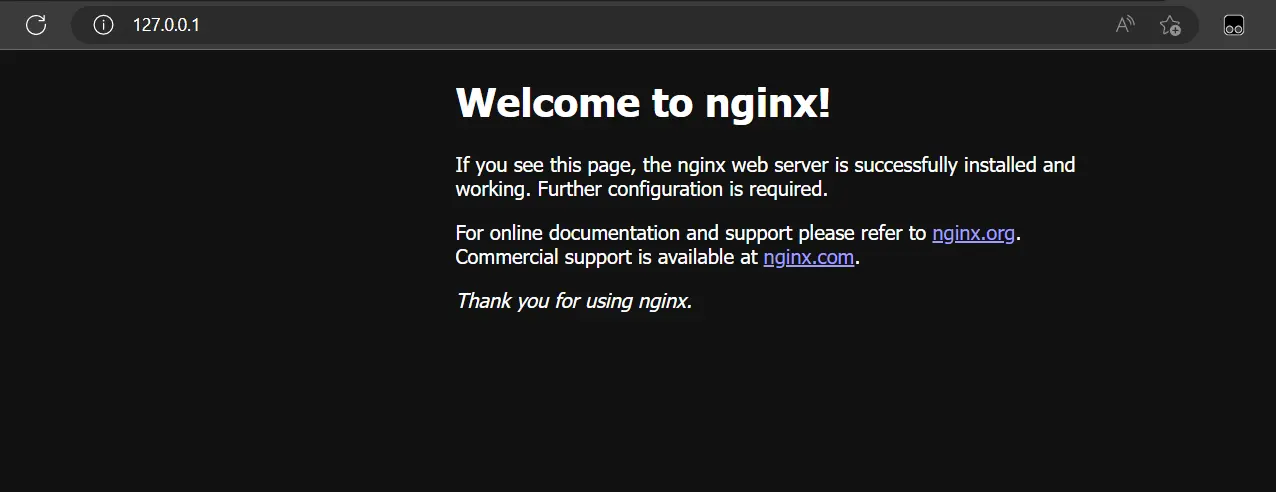 127.0.0.1
Welcome to nginx!
If you see this page, the nginx web server is successfully installed and
working. Further configuration is required.
For online documentation and support please refer to nginx.org.
Commercial support is available at nginx.com.
Thank you for using nginx.